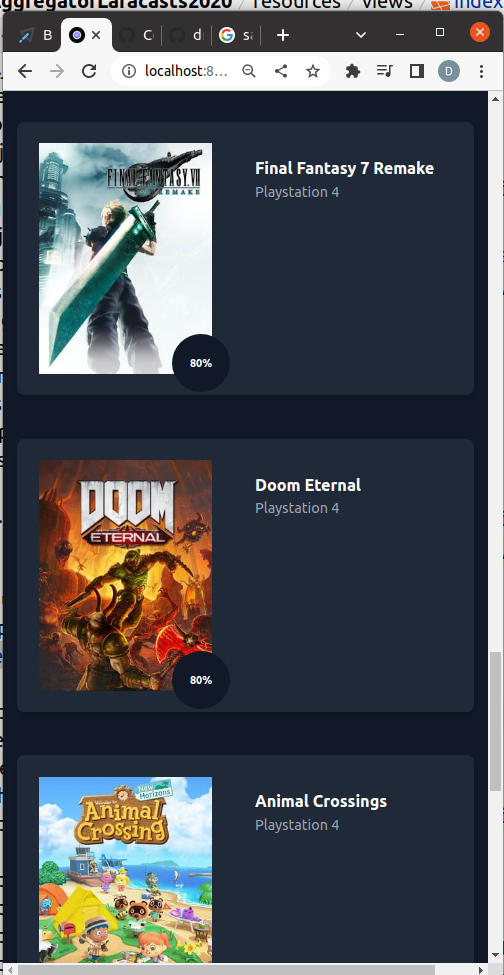 AggregatorLaracasts2020 / resources / views / index
B
C
d
sa
D
localhost:8...
FINAL FANTASY VII
REMAKE
Final Fantasy 7 Remake
Playstation 4
80%
DOOM
ETERNAL
Doom Eternal
Playstation 4
80%
New
Horizons
Animal
Crossing
Animal Crossings
Playstation 4